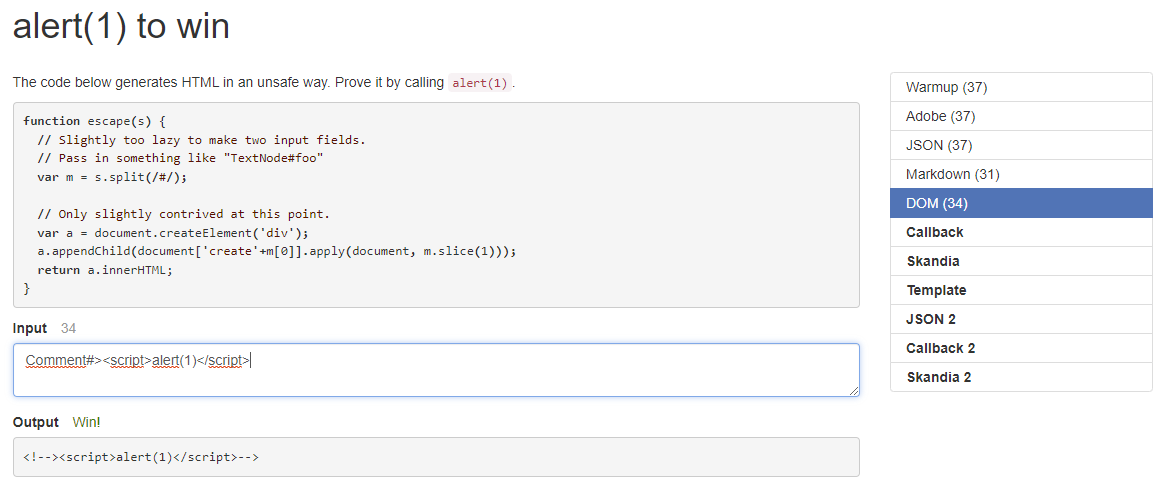 alert(1) to win
The code below generates HTML in an unsafe way. Prove it by calling alert(1) .
function escape(s) {
  // Slightly too lazy to make two input fields.
  // Pass in something like "TextNode#foo"
  var m = s.split(/#/);

  // Only slightly contrived at this point.
  var a = document.createElement('div');
  a.appendChild(document['create'+m[0]].apply(document, m.slice(1)));
  return a.innerHTML;
}
Input 34
Comment#><script>alert(1)</script>
Output Win!
<!--><script>alert(1)</script>-->
Warmup (37)
Adobe (37)
JSON (37)
Markdown (31)
DOM (34)
Callback
Skandia
Template
JSON 2
Callback 2
Skandia 2